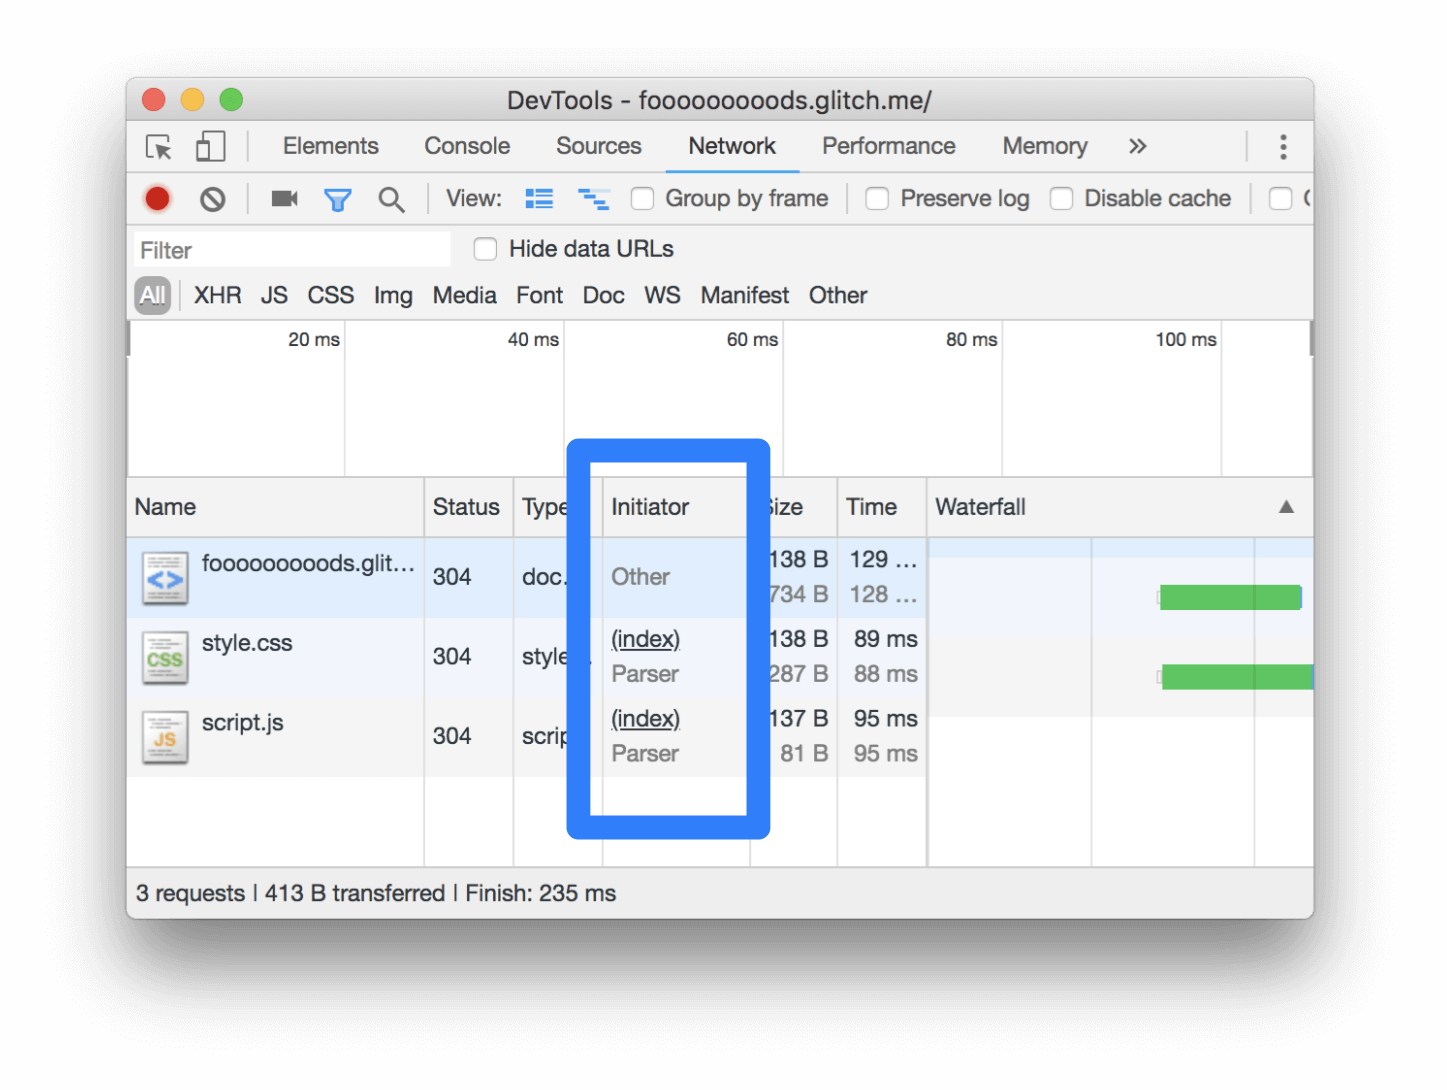 DevTools - fooooooooods.glitch.me/
Elements Console Sources Network Performance Memory »
View: Group by frame Preserve log Disable cache
Filter Hide data URLs
All XHR JS CSS Img Media Font Doc WS Manifest Other
20 ms 40 ms 60 ms 80 ms 100 ms
Name Status Type Initiator Size Time Waterfall ▲
<> fooooooooods.glit... 304 doc. Other 138 B 129 ...
734 B 128 ...
CSS style.css 304 style. (index) 138 B 89 ms
Parser 287 B 88 ms
JS script.js 304 scrip (index) 137 B 95 ms
Parser 81 B 95 ms
3 requests | 413 B transferred | Finish: 235 ms